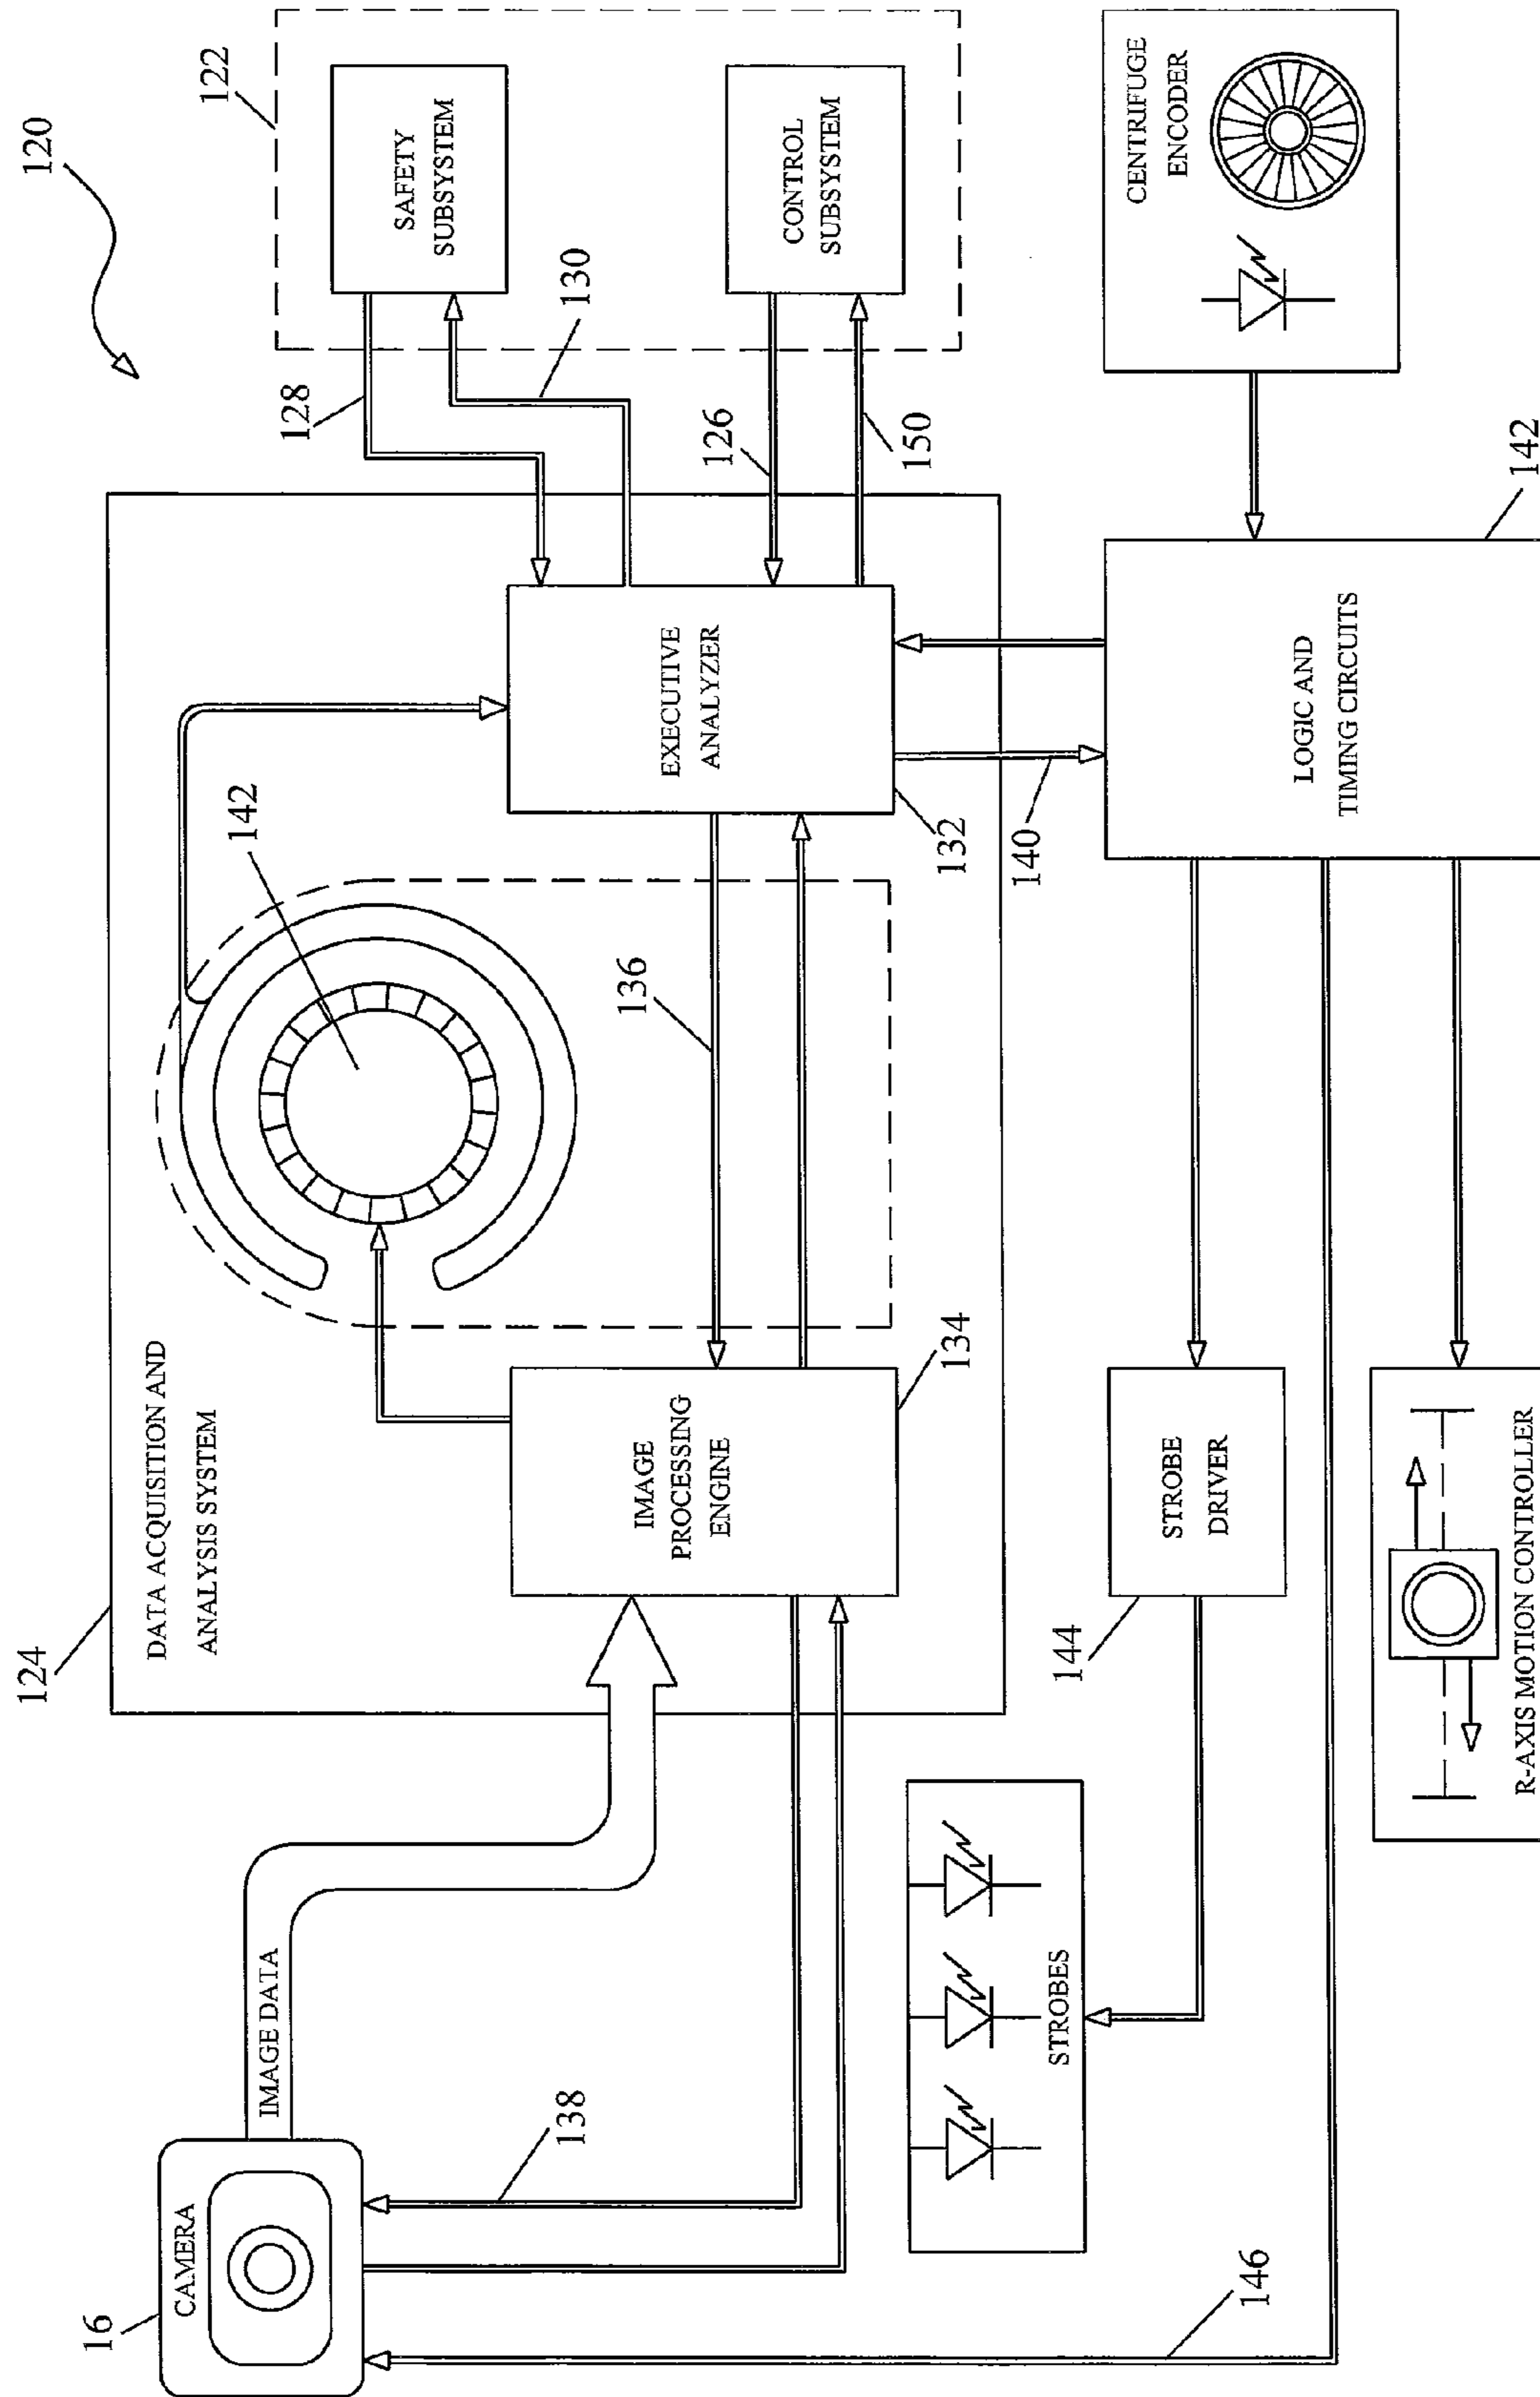 120
122
SAFETY
SUBSYSTEM
CONTROL
SUBSYSTEM
128
130
126
150
CENTRIFUGE
ENCODER
124
DATA ACQUISITION AND
ANALYSIS SYSTEM
142
EXECUTIVE
ANALYZER
132
136
140
IMAGE
PROCESSING
ENGINE
134
LOGIC AND
TIMING CIRCUITS
142
16
CAMERA
IMAGE DATA
138
STROBES
STROBE
DRIVER
144
146
R-AXIS MOTION CONTROLLER